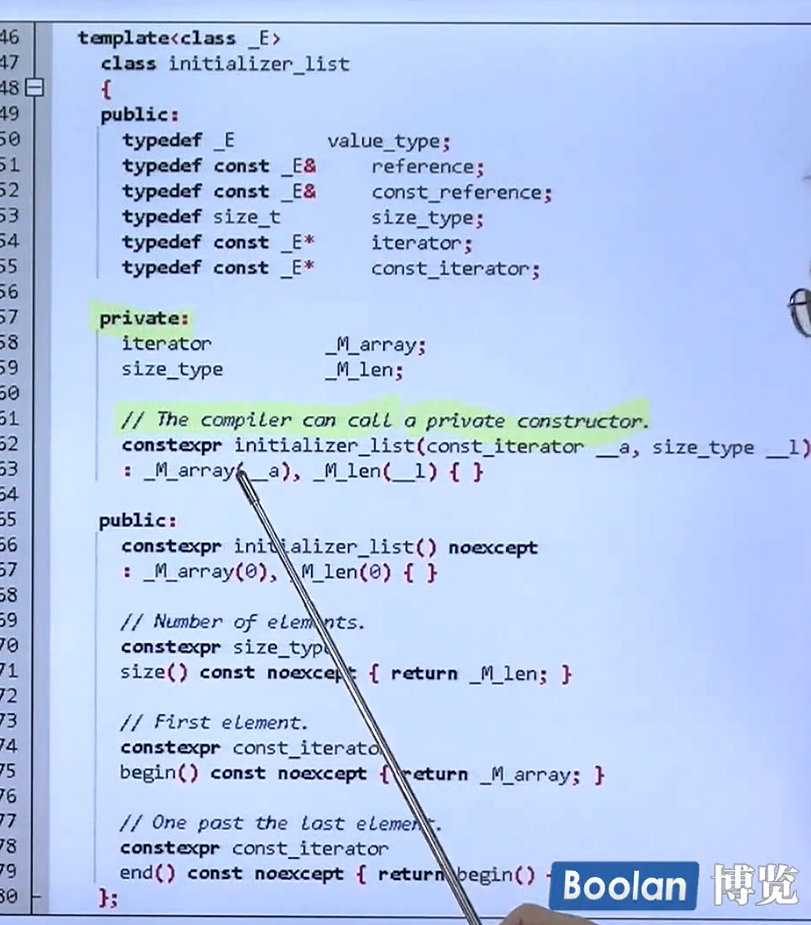 46 template<class _E>
47 class initializer_list
48 {
49 public:
50 typedef _E value_type;
51 typedef const _E& reference;
52 typedef const _E& const_reference;
53 typedef size_t size_type;
54 typedef const _E* iterator;
55 typedef const _E* const_iterator;
56
57 private:
58 iterator _M_array;
59 size_type _M_len;
60
61 // The compiler can call a private constructor.
62 constexpr initializer_list(const_iterator __a, size_type __l)
63 : _M_array(__a), _M_len(__l) { }
64
65 public:
66 constexpr initializer_list() noexcept
67 : _M_array(0), _M_len(0) { }
68
69 // Number of elements.
70 constexpr size_type
71 size() const noexcept { return _M_len; }
72
73 // First element.
74 constexpr const_iterator
75 begin() const noexcept { return _M_array; }
76
77 // One past the last element.
78 constexpr const_iterator
79 end() const noexcept { return begin()
80 };
Boolan 博览